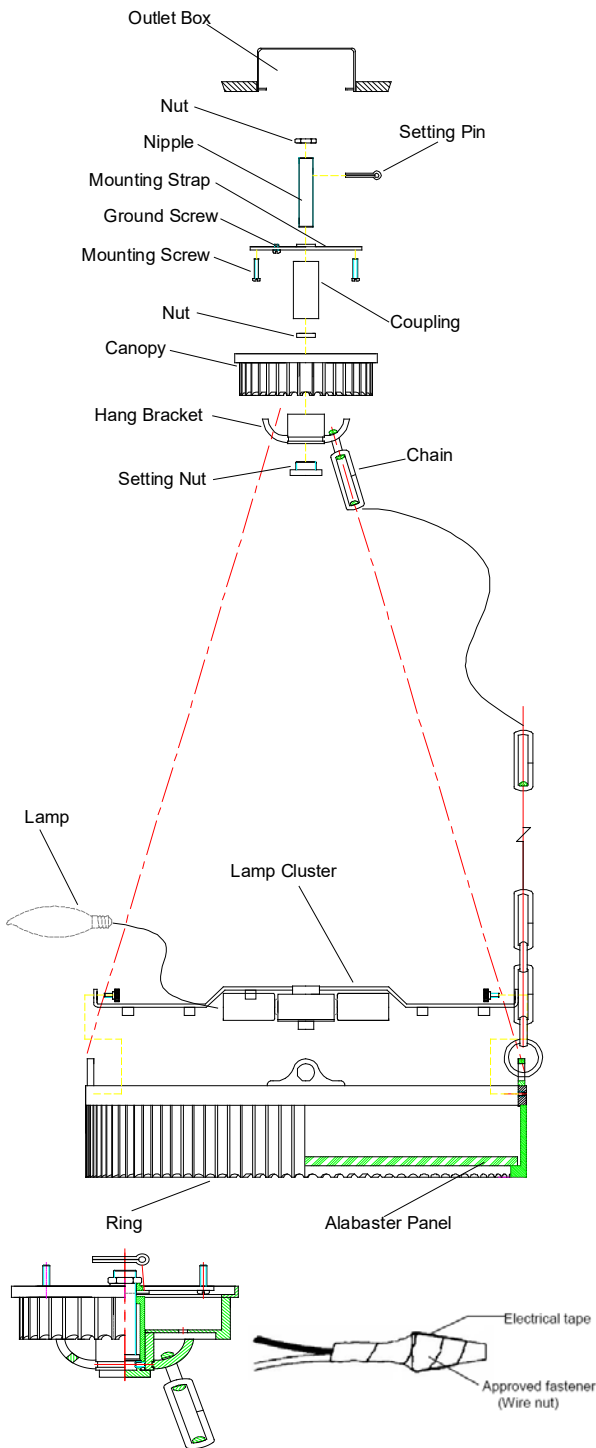 Outlet Box
Nut
Setting Pin
Nipple
Mounting Strap
Ground Screw
Mounting Screw
Coupling
Nut
Canopy
Hang Bracket
Chain
Setting Nut
Lamp
Lamp Cluster
Ring
Alabaster Panel
Electrical tape
Approved fastener
(Wire nut)